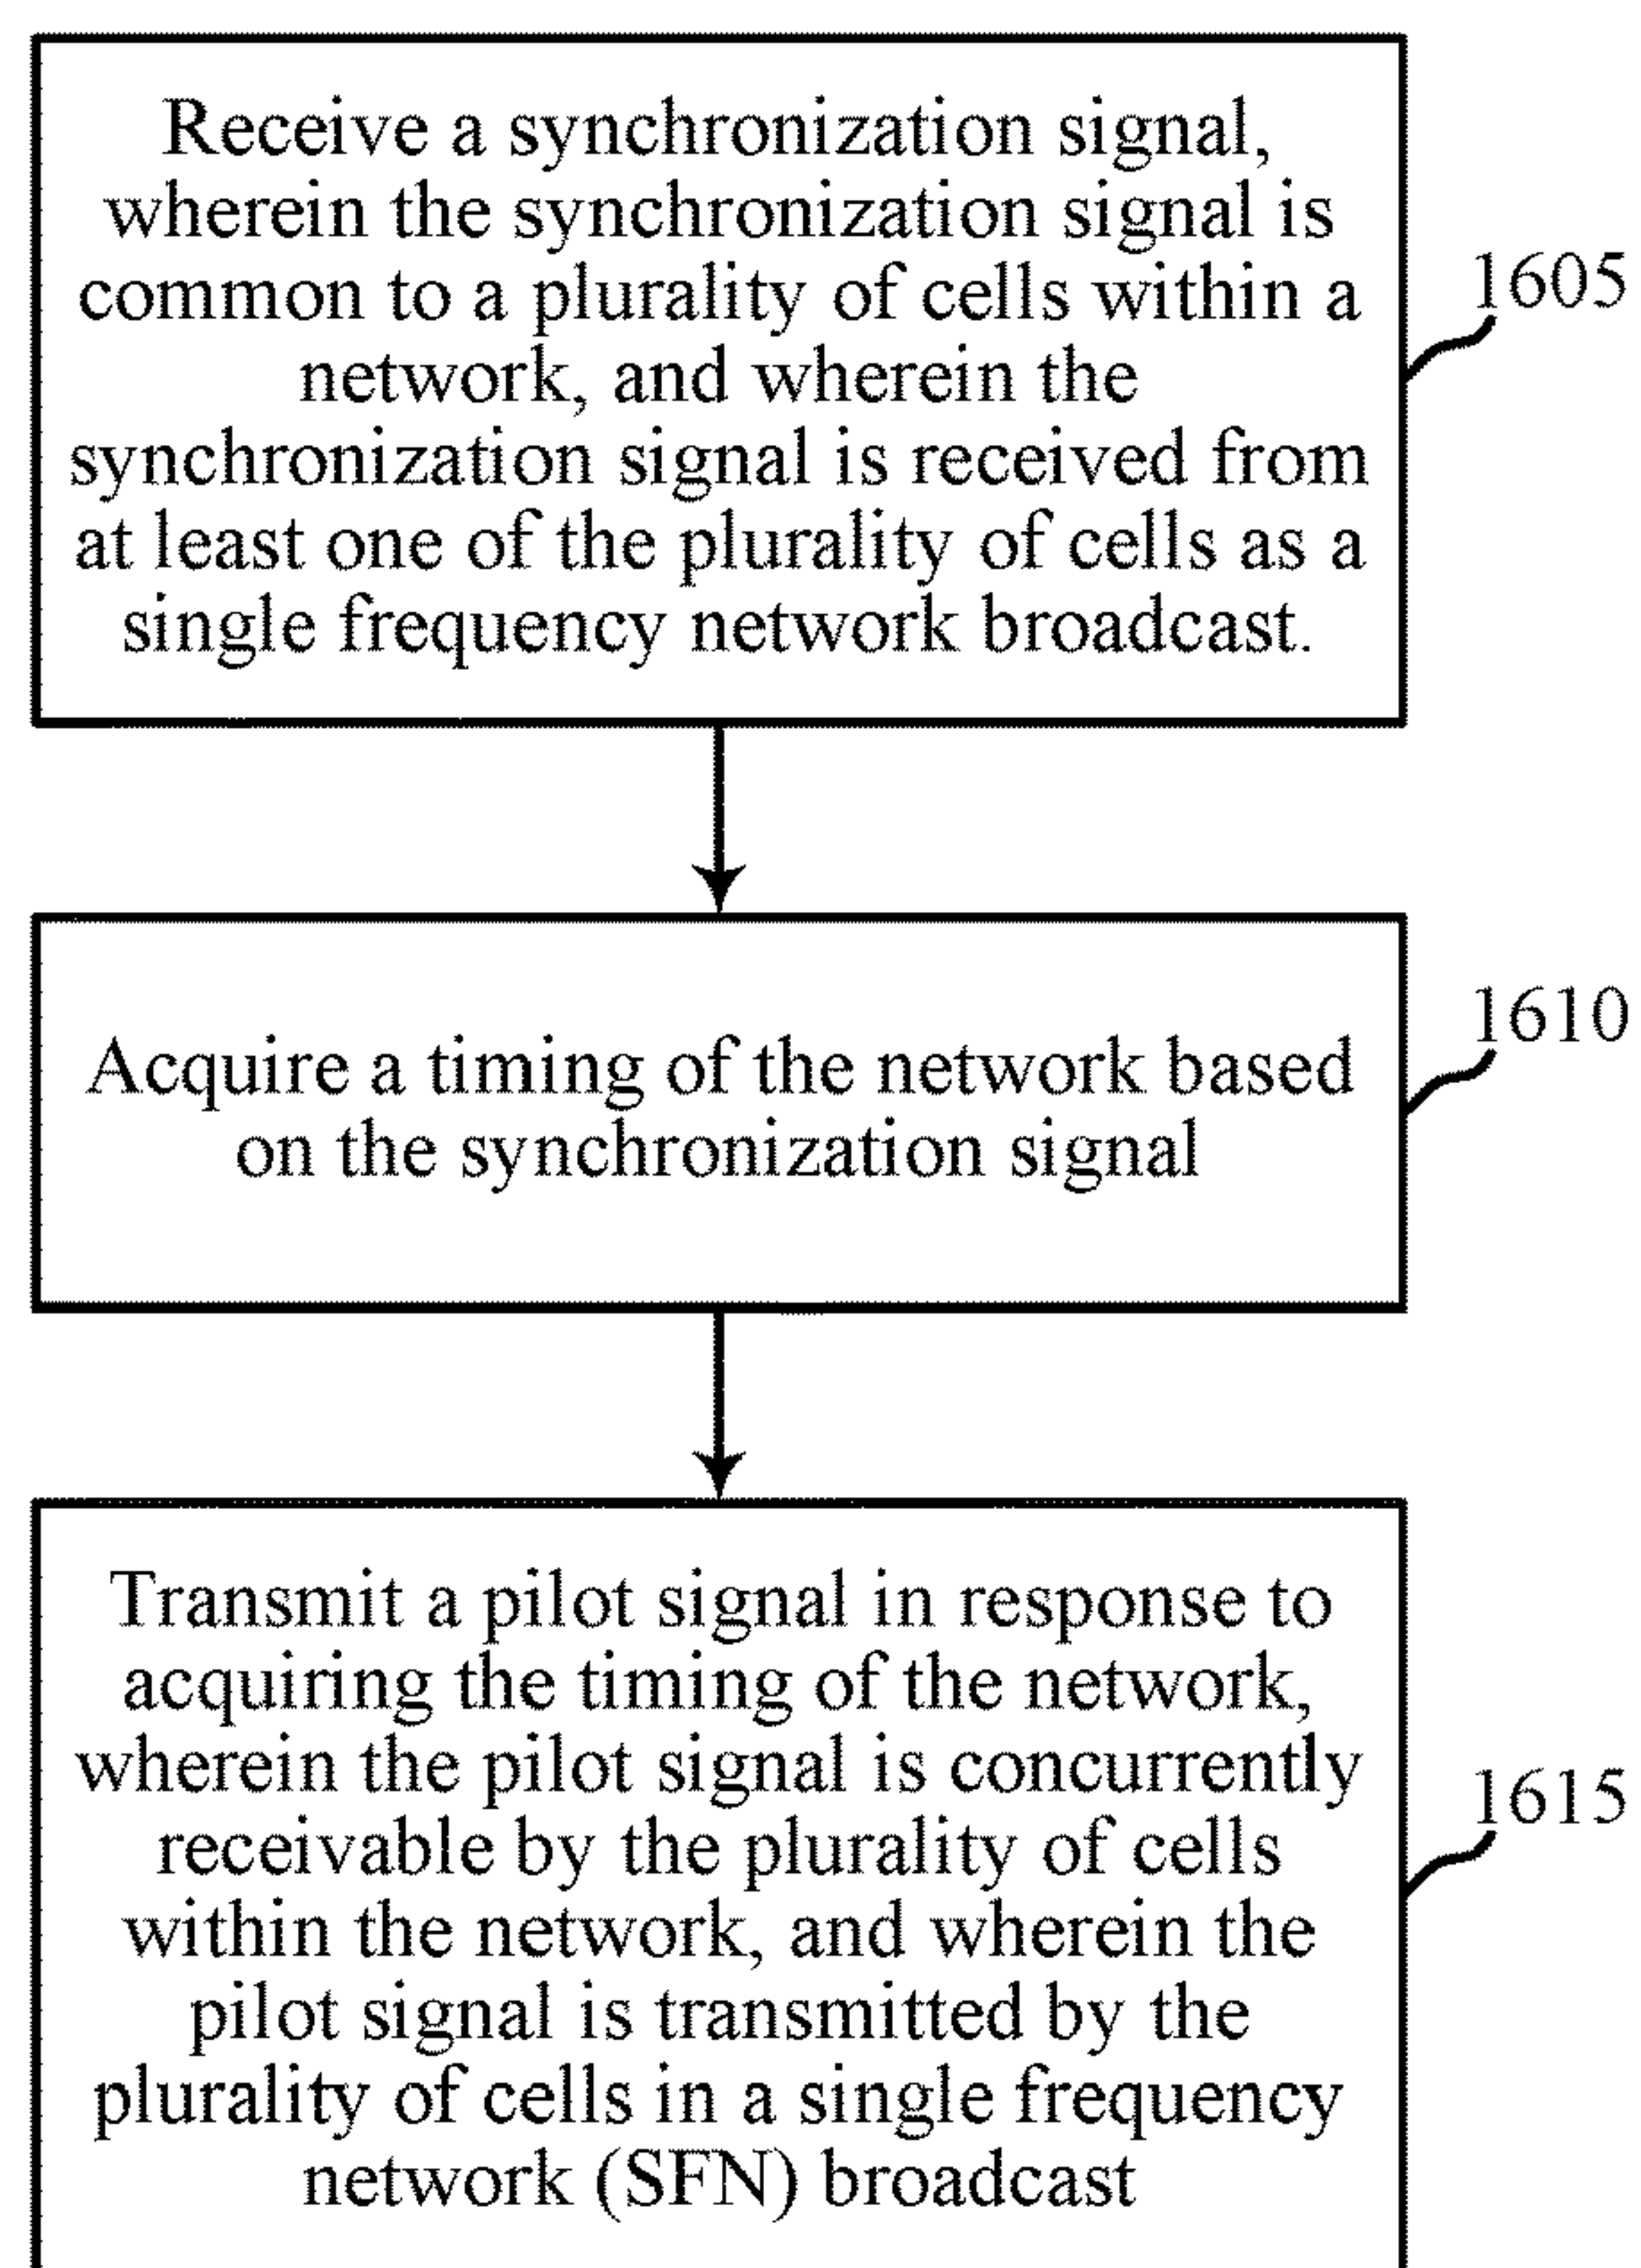 Receive a synchronization signal,
wherein the synchronization signal is
common to a plurality of cells within a
network, and wherein the
synchronization signal is received from
at least one of the plurality of cells as a
single frequency network broadcast.
1605
Acquire a timing of the network based
on the synchronization signal
1610
Transmit a pilot signal in response to
acquiring the timing of the network,
wherein the pilot signal is concurrently
receivable by the plurality of cells
within the network, and wherein the
pilot signal is transmitted by the
plurality of cells in a single frequency
network (SFN) broadcast
1615